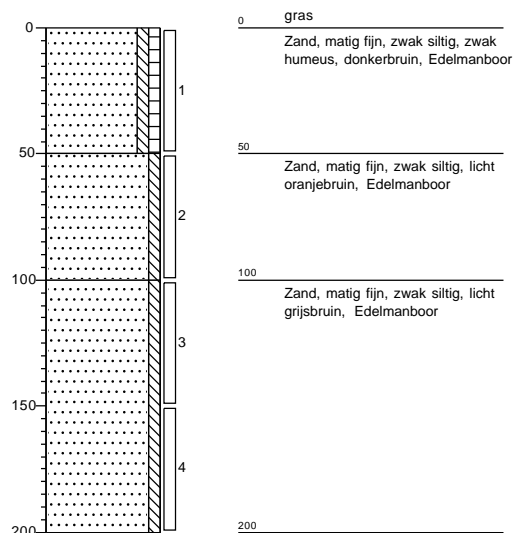 0
50
100
150
200
1
2
3
4
0
gras
Zand, matig fijn, zwak siltig, zwak
humeus, donkerbruin, Edelmanboor
50
Zand, matig fijn, zwak siltig, licht
oranjebruin, Edelmanboor
100
Zand, matig fijn, zwak siltig, licht
grijsbruin, Edelmanboor
200